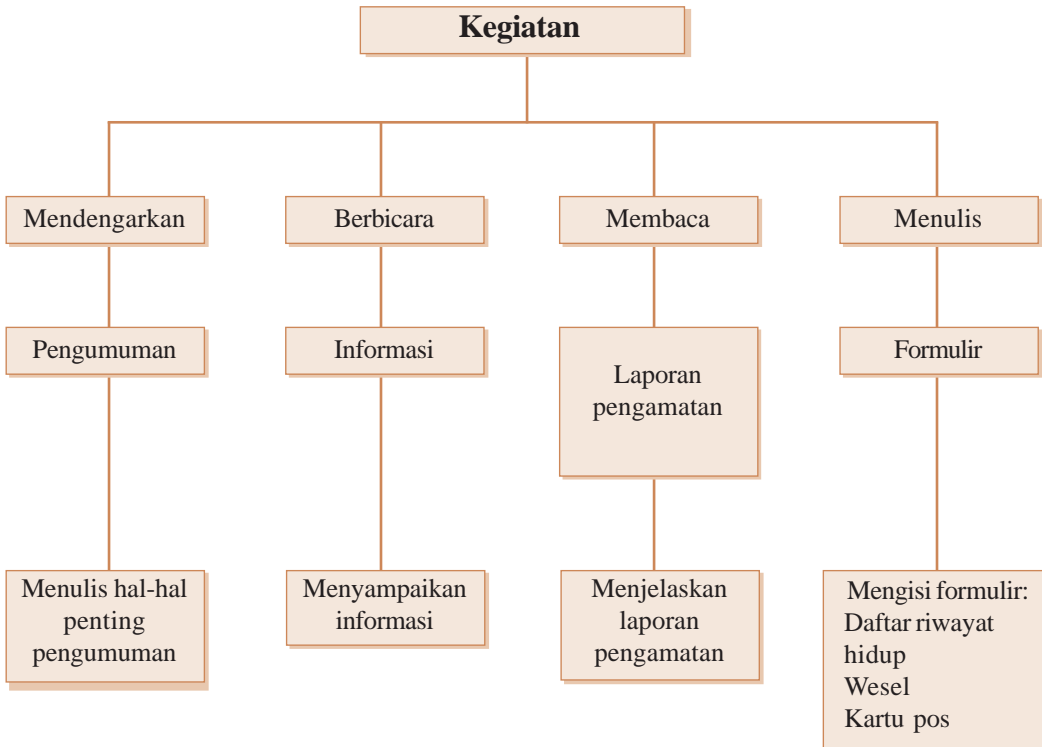 Kegiatan
Mendengarkan
Berbicara
Membaca
Menulis
Pengumuman
Informasi
Laporan
pengamatan
Formulir
Menulis hal-hal
penting
pengumuman
Menyampaikan
informasi
Menjelaskan
laporan
pengamatan
Mengisi formulir:
Daftar riwayat
hidup
Wesel
Kartu pos